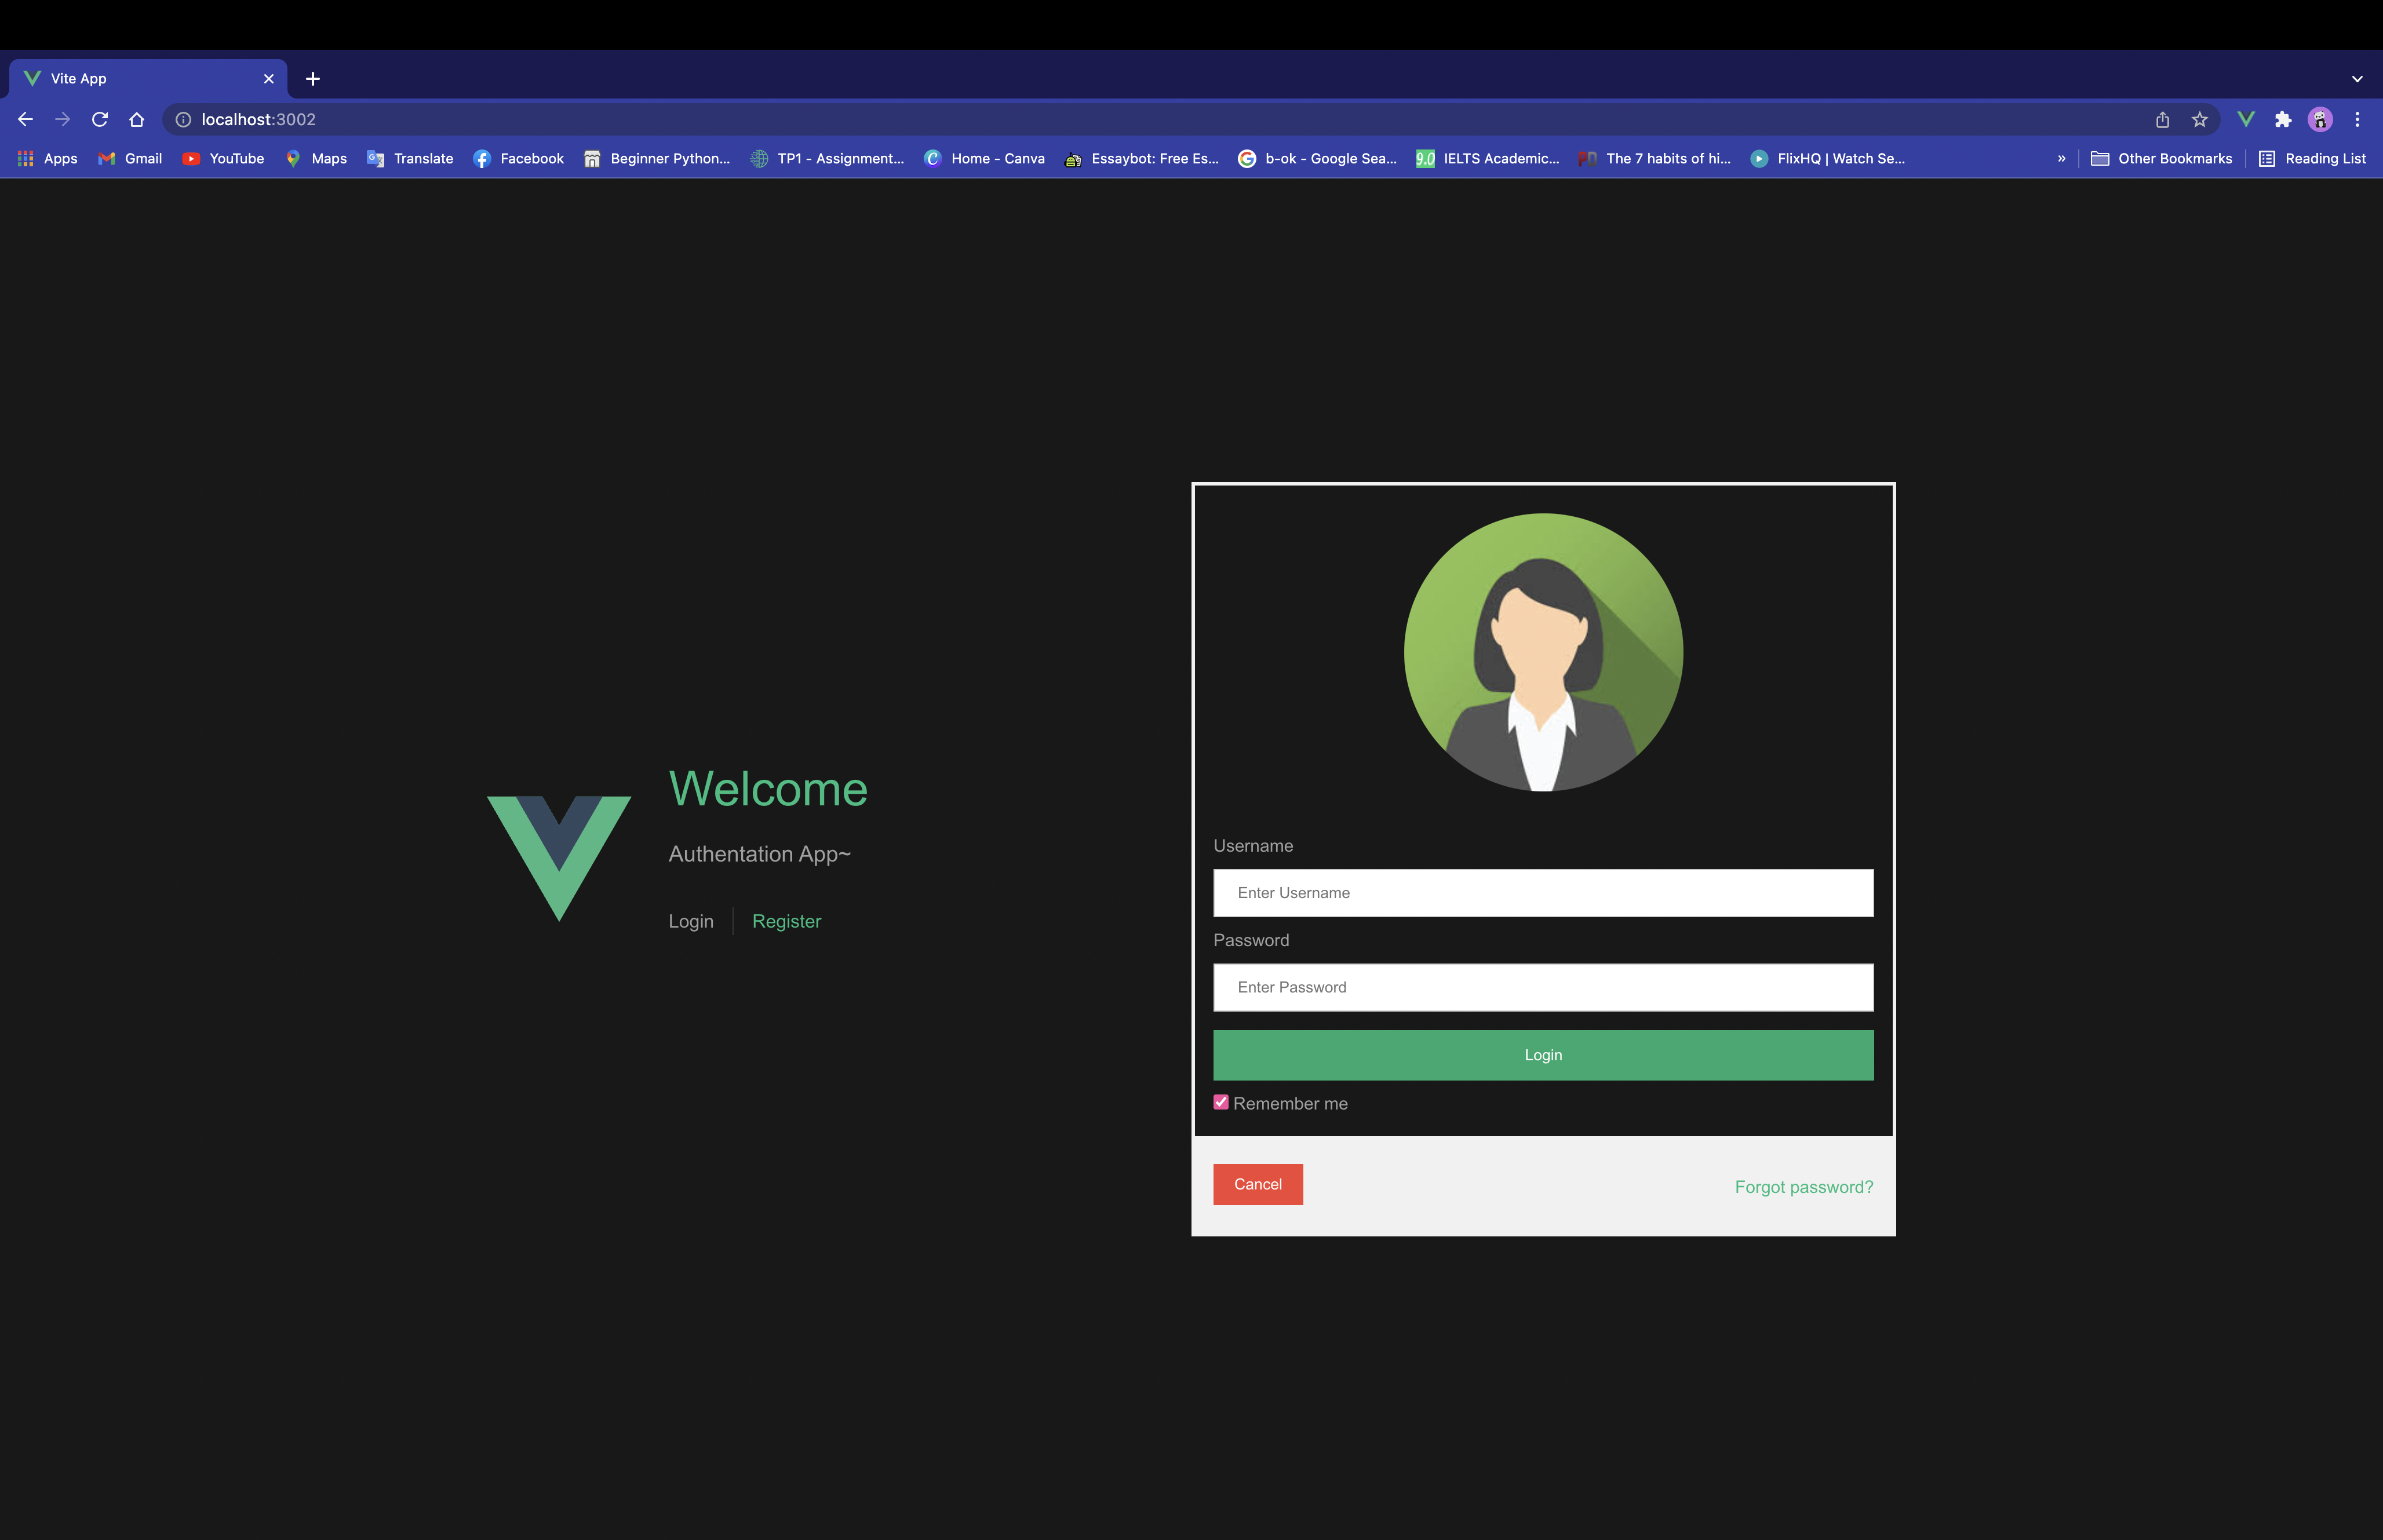 Vite App
localhost:3002
Apps Gmail YouTube Maps Translate Facebook Beginner Python... TP1 - Assignment... Home - Canva Essaybot: Free Es... b-ok - Google Sea... 9.0 IELTS Academic... The 7 habits of hi... FlixHQ | Watch Se... » Other Bookmarks Reading List
Welcome
Authentation App~
Login Register
Username
Enter Username
Password
Enter Password
Login
Remember me
Cancel Forgot password?